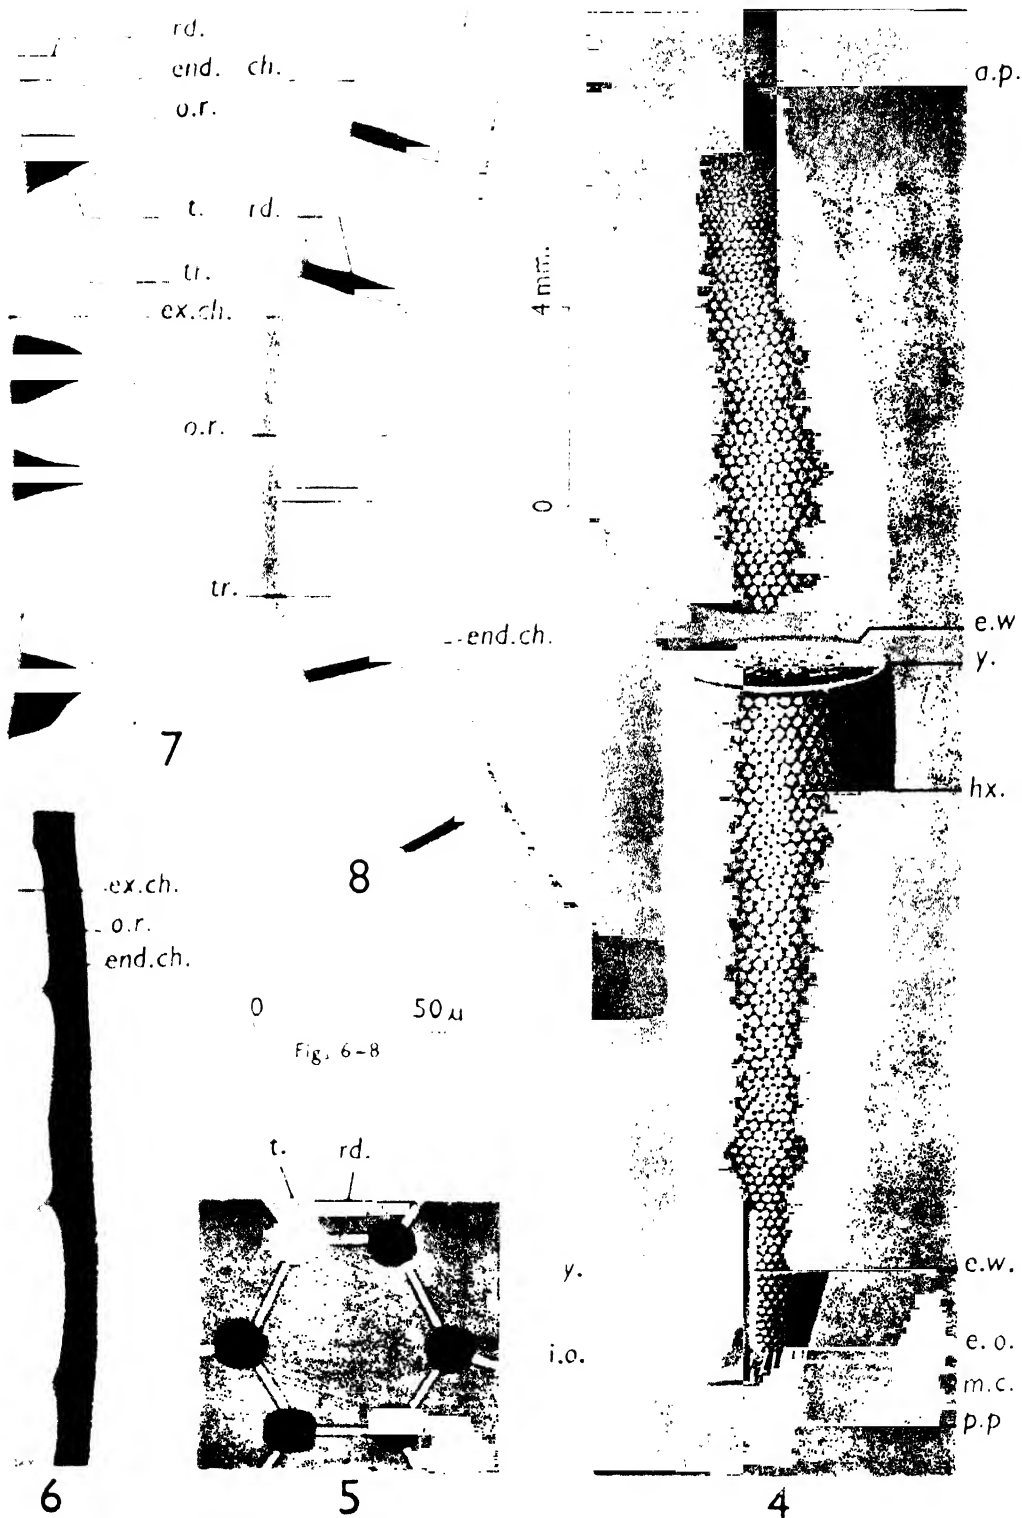 rd.
end. ch.
o.r.
t. rd.
tr.
ex.ch.
o.r.
tr.
end.ch.
7
8
4 mm.
0
a.p.
e.w
y.
hx.
ex.ch.
o.r.
end.ch.
0 50 µ
Fig. 6-8
t. rd.
y.
i.o.
e.w.
e.o.
m.c.
p.p
6
5
4